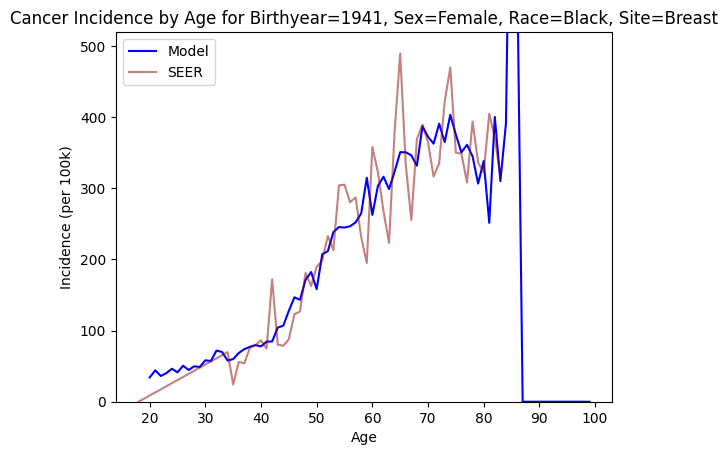 Cancer Incidence by Age for Birthyear=1941, Sex=Female, Race=Black, Site=Breast
Model
SEER
Incidence (per 100k)
500
400
300
200
100
0
20 30 40 50 60 70 80 90 100
Age